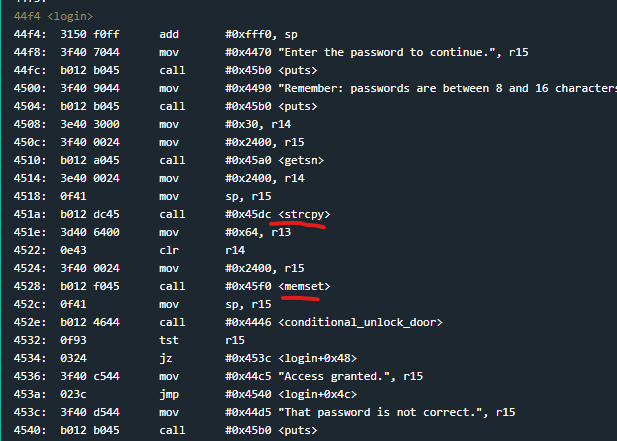 44f4 <login>
44f4: 3150 f0ff add #0xfff0, sp
44f8: 3f40 7044 mov #0x4470 "Enter the password to continue.", r15
44fc: b012 b045 call #0x45b0 <puts>
4500: 3f40 9044 mov #0x4490 "Remember: passwords are between 8 and 16 characters
4504: b012 b045 call #0x45b0 <puts>
4508: 3e40 3000 mov #0x30, r14
450c: 3f40 0024 mov #0x2400, r15
4510: b012 a045 call #0x45a0 <getsn>
4514: 3e40 0024 mov #0x2400, r14
4518: 0f41 mov sp, r15
451a: b012 dc45 call #0x45dc <strcpy>
451e: 3d40 6400 mov #0x64, r13
4522: 0e43 clr r14
4524: 3f40 0024 mov #0x2400, r15
4528: b012 f045 call #0x45f0 <memset>
452c: 0f41 mov sp, r15
452e: b012 4644 call #0x4446 <conditional_unlock_door>
4532: 0f93 tst r15
4534: 0324 jz #0x453c <login+0x48>
4536: 3f40 c544 mov #0x44c5 "Access granted.", r15
453a: 023c jmp #0x4540 <login+0x4c>
453c: 3f40 d544 mov #0x44d5 "That password is not correct.", r15
4540: b012 b045 call #0x45b0 <puts>